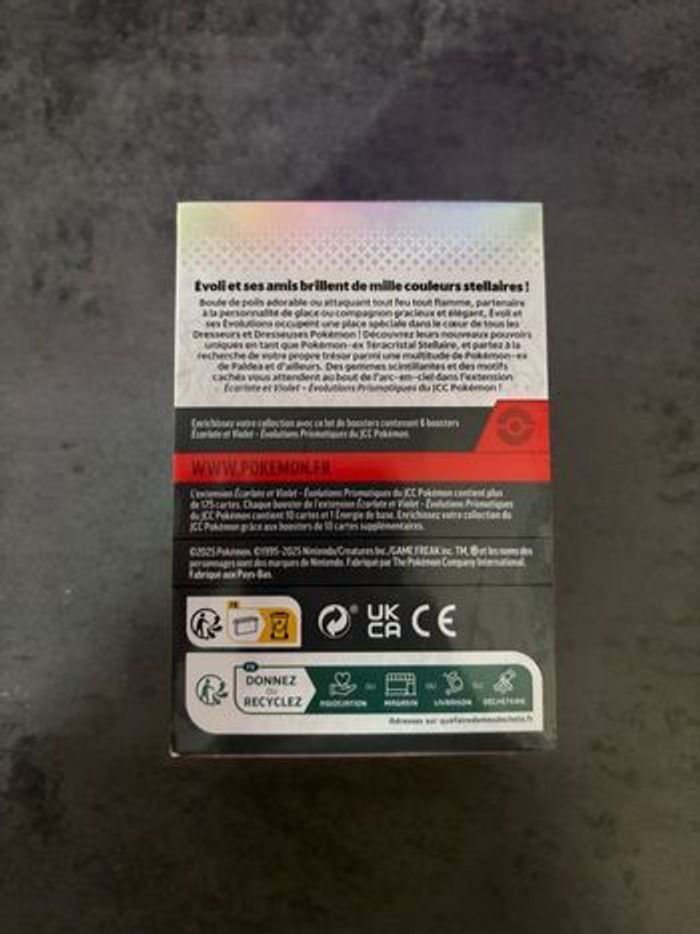 Évoli et ses amis brillent de mille couleurs stellaires !
Boule de poils adorable ou attaquant tout feu tout flamme, partenaire
à la personnalité de glace ou compagnon gracieux et élégant, Évoli et
ses Évolutions occupent une place spéciale dans le cœur de tous les
Dresseurs et Dresseuses Pokémon ! Découvrez leurs nouveaux pouvoirs
uniques en tant que Pokémon-ex Téracristal Stellaire, et partez à la
recherche de votre propre trésor parmi une multitude de Pokémon-ex
de Paldea et d'ailleurs. Des gemmes scintillantes et des motifs
cachés vous attendent au bout de l'arc-en-ciel dans l'extension
Écarlate et Violet - Évolutions Prismatiques du JCC Pokémon !
Enrichissez votre collection avec ce lot de boosters contenant 6 boosters
Écarlate et Violet - Évolutions Prismatiques du JCC Pokémon.
WWW.POKEMON.FR
L'extension Écarlate et Violet - Évolutions Prismatiques du JCC Pokémon contient plus
de 175 cartes. Chaque booster de l'extension Écarlate et Violet - Évolutions Prismatiques
du JCC Pokémon contient 10 cartes et 1 Énergie de base. Enrichissez votre collection du
JCC Pokémon grâce aux boosters de 10 cartes supplémentaires.
©2025 Pokémon. ©1995-2025 Nintendo/Creatures Inc./GAME FREAK inc. TM, ® et les noms des
personnages sont des marques de Nintendo. Fabriqué par The Pokémon Company International.
Fabriqué aux Pays-Bas.
FR
UK
CA CE
FR
DONNEZ
OU
RECYCLEZ
ASSOCIATION OU MAGASIN OU LIVRAISON OU DÉCHÈTERIE
Adresses sur quefairedemesdechets.fr